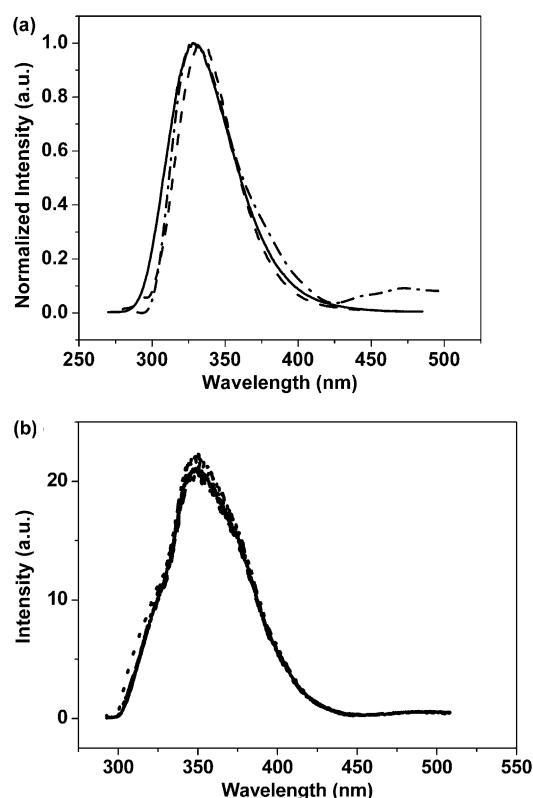 (a)
1.0
0.8
0.6
0.4
0.2
0.0
Normalized Intensity (a.u.)
250 300 350 400 450 500
Wavelength (nm)
(b)
20
10
0
Intensity (a.u.)
300 350 400 450 500 550
Wavelength (nm)